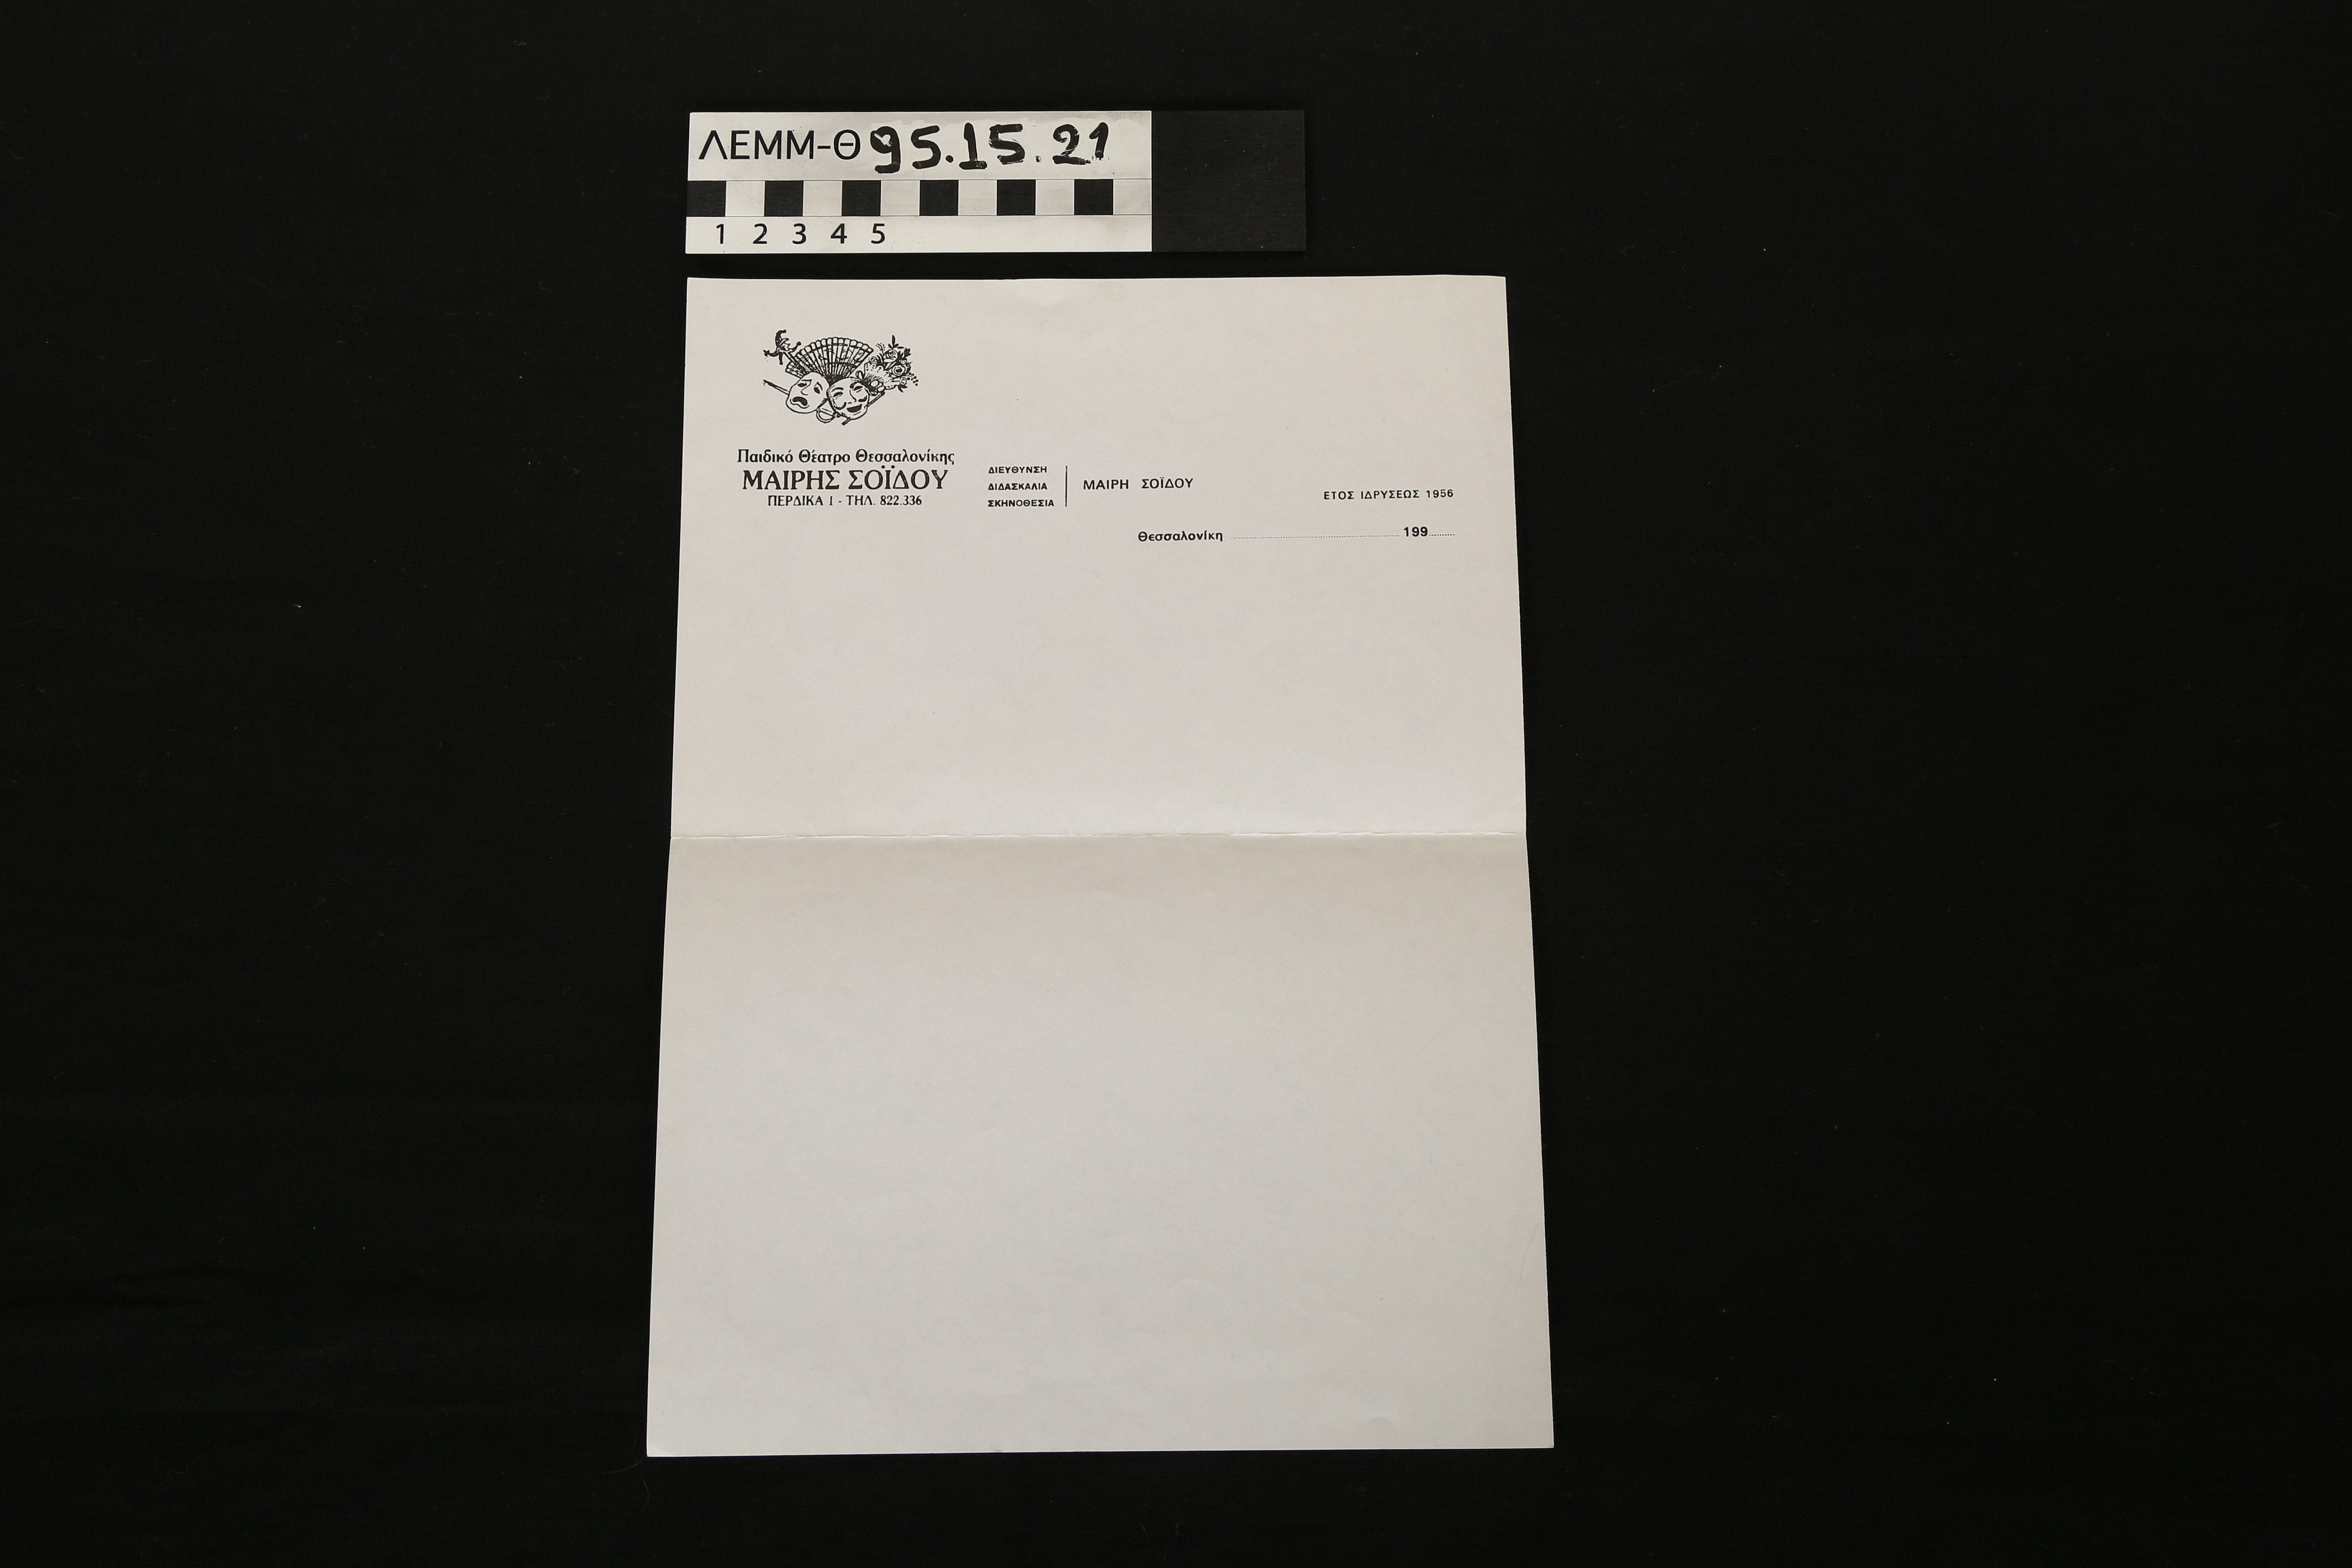 ΛΕΜΜ-Θ 95.15.21
1 2 3 4 5
Παιδικό Θέατρο Θεσσαλονίκης
ΜΑΙΡΗΣ ΣΟΪΔΟΥ
ΠΕΡΔΙΚΑ 1 - ΤΗΛ. 822.336
ΔΙΕΥΘΥΝΣΗ
ΔΙΔΑΣΚΑΛΙΑ
ΣΚΗΝΟΘΕΣΙΑ
ΜΑΙΡΗ ΣΟΪΔΟΥ
ΕΤΟΣ ΙΔΡΥΣΕΩΣ 1956
Θεσσαλονίκη ........................ 199......